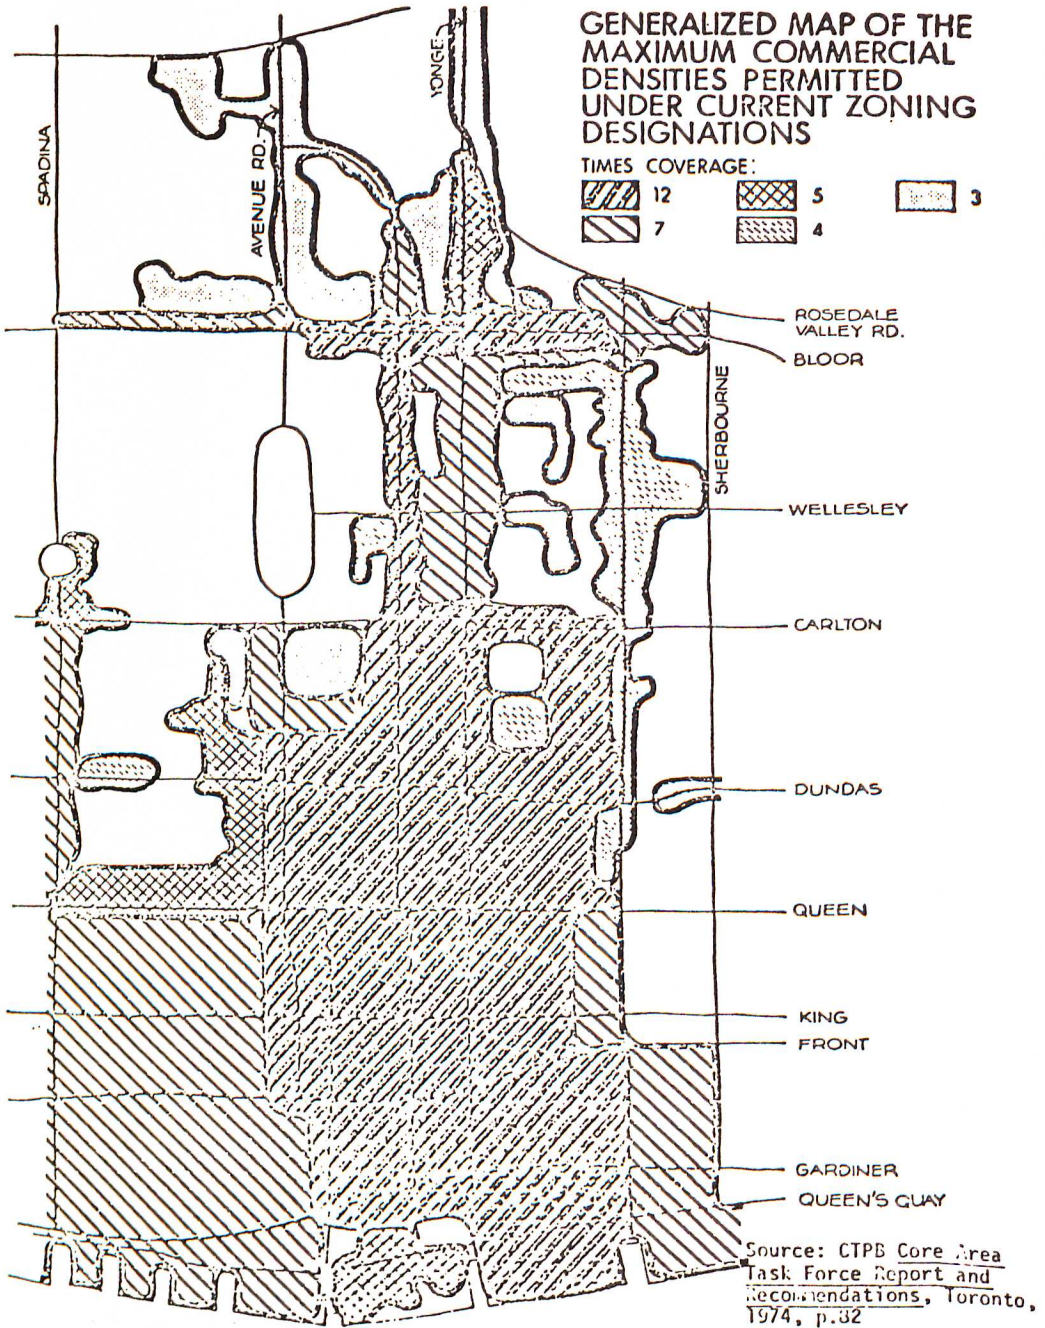 GENERALIZED MAP OF THE
MAXIMUM COMMERCIAL
DENSITIES PERMITTED
UNDER CURRENT ZONING
DESIGNATIONS
TIMES COVERAGE:
12
5
3
7
4
SPADINA
AVENUE RD.
YONGE
ROSEDALE
VALLEY RD.
BLOOR
SHERBOURNE
WELLESLEY
CARLTON
DUNDAS
QUEEN
KING
FRONT
GARDINER
QUEEN'S QUAY
Source: CTPB Core Area
Task Force Report and
Recommendations, Toronto,
1974, p.82